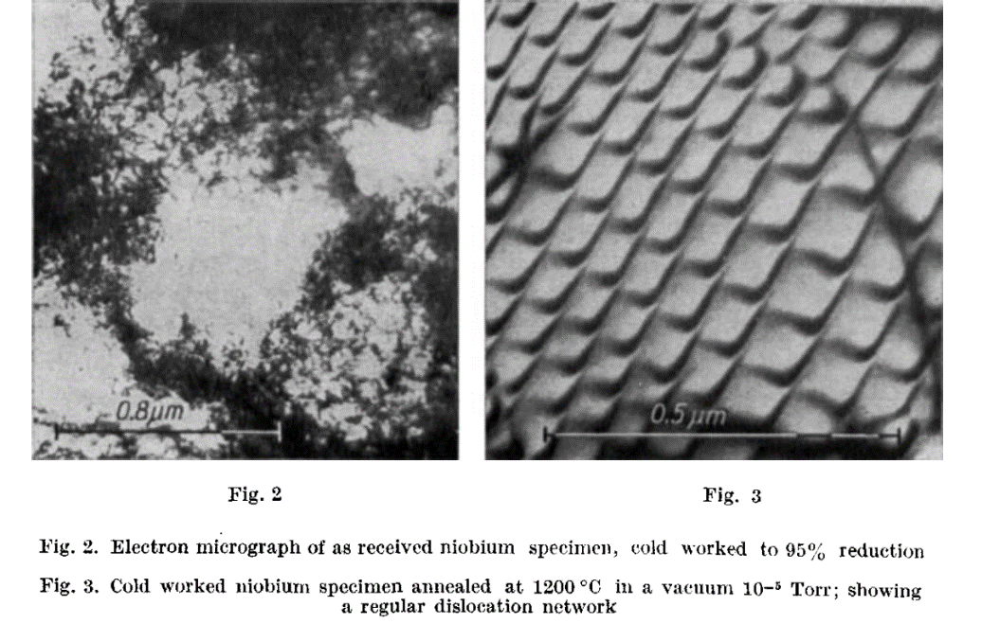 0.8µm
0.5µm
Fig. 2
Fig. 3
Fig. 2. Electron micrograph of as received niobium specimen, cold worked to 95% reduction
Fig. 3. Cold worked niobium specimen annealed at 1200 °C in a vacuum 10⁻⁵ Torr; showing
a regular dislocation network